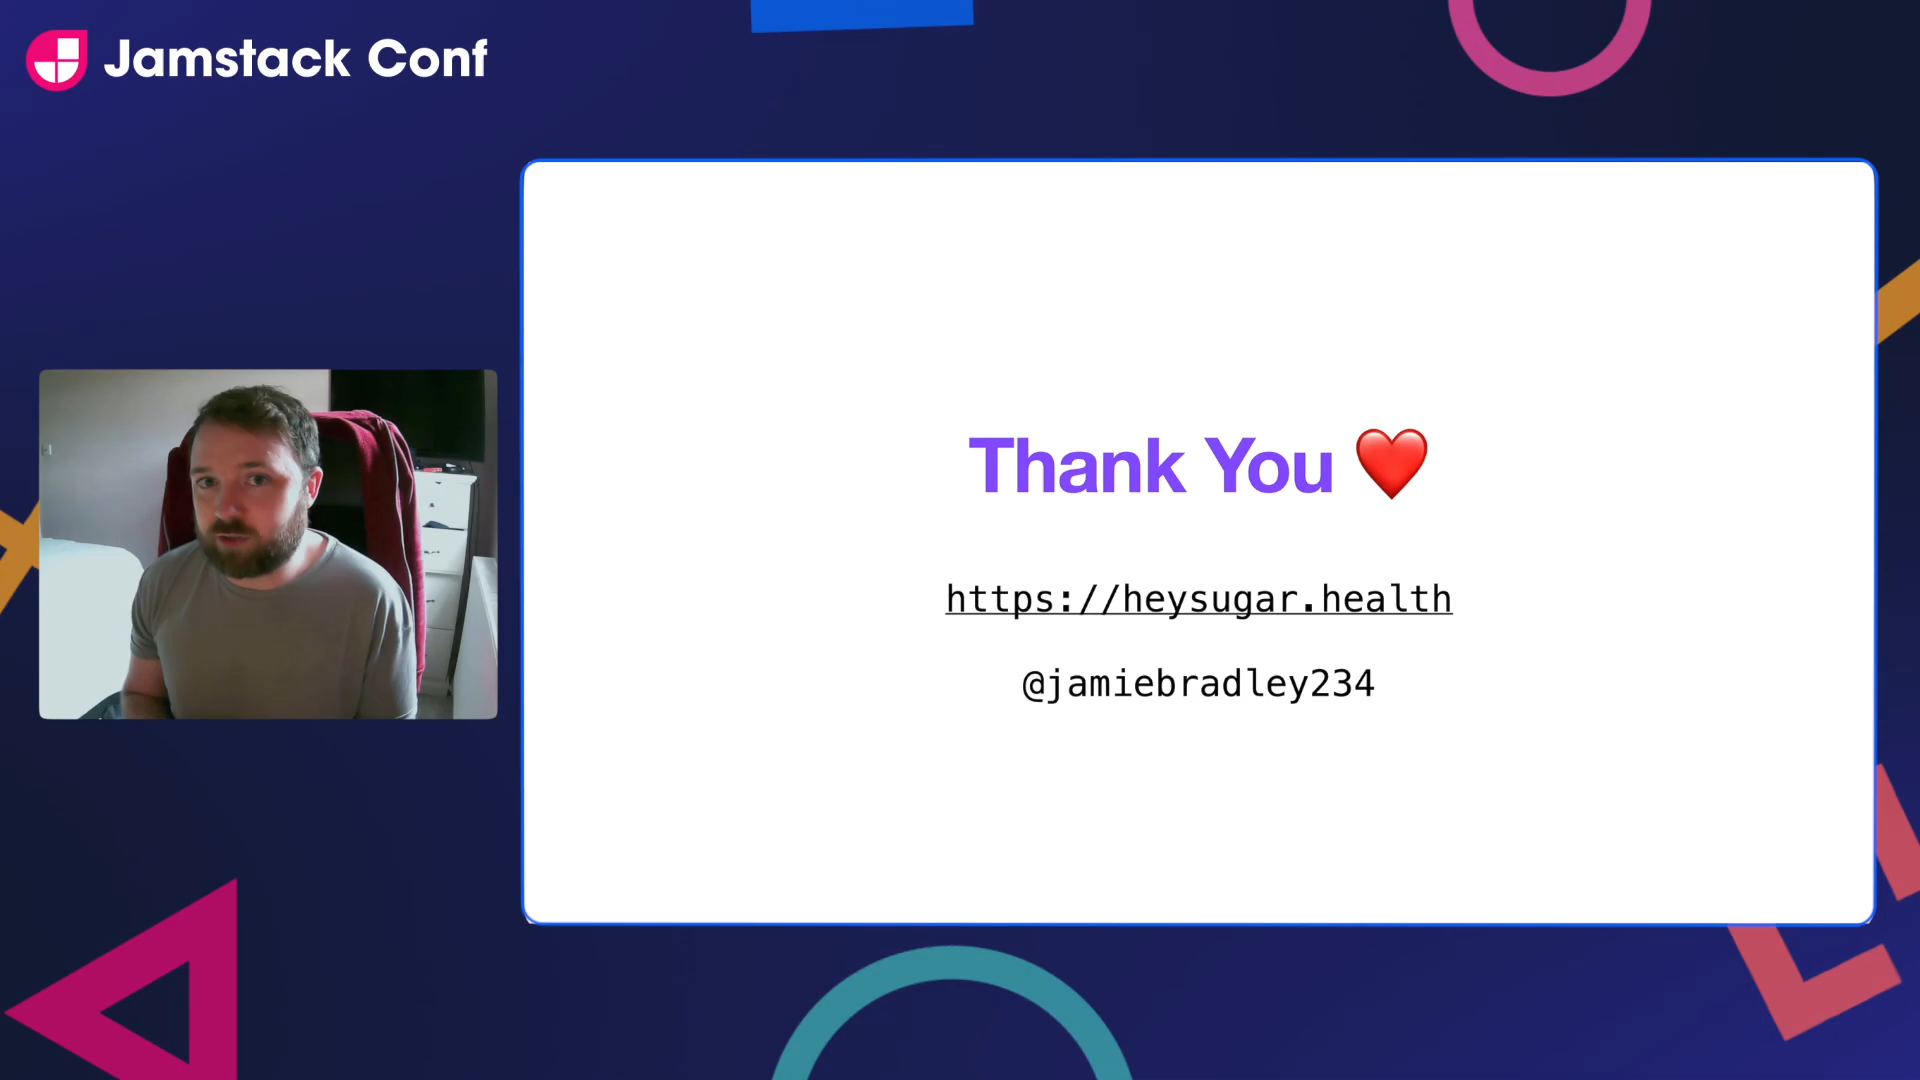 Jamstack Conf
Thank You ❤️
https://heysugar.health
@jamiebradley234